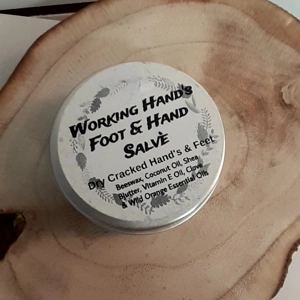 Working Hand's
Foot & Hand
Salve
Dry Cracked Hand's & Feet
Beeswax, Coconut Oil, Shea
Butter, Vitamin E Oil, Clove
& Wild Orange Essential Oils